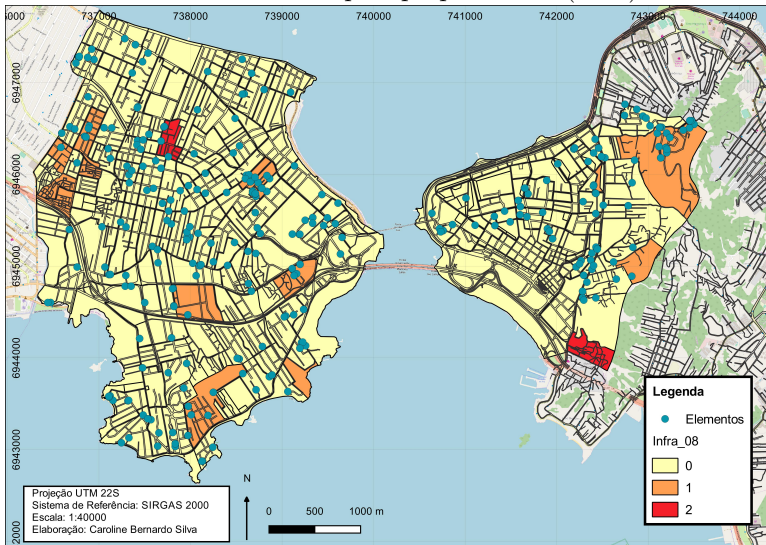 736000 737000 738000 739000 740000 741000 742000 743000 744000
6947000
6946000
6945000
6944000
6943000
Legenda
Elementos
Infra_08
0
1
2
Projeção UTM 22S
Sistema de Referência: SIRGAS 2000
Escala: 1:40000
Elaboração: Caroline Bernardo Silva
N
0 500 1000 m